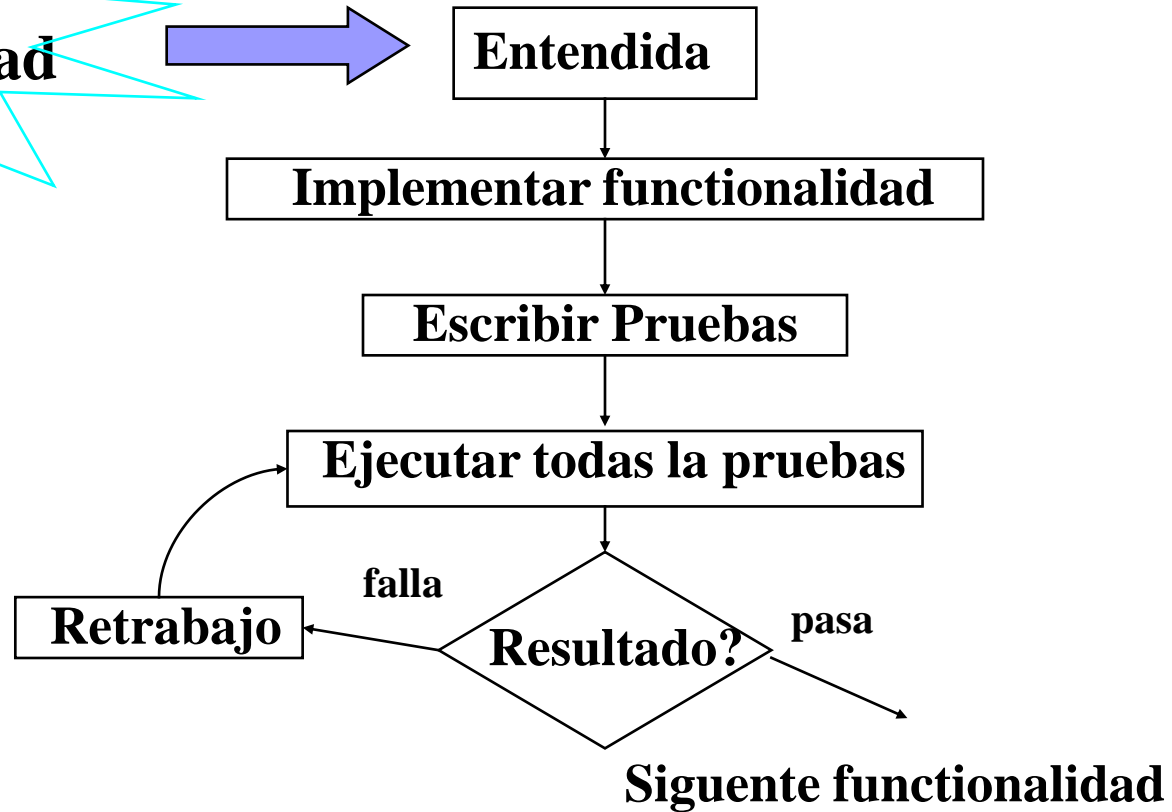 ad
Entendida
Implementar functionalidad
Escribir Pruebas
Ejecutar todas la pruebas
falla
Retrabajo
Resultado?
pasa
Siguente functionalidad